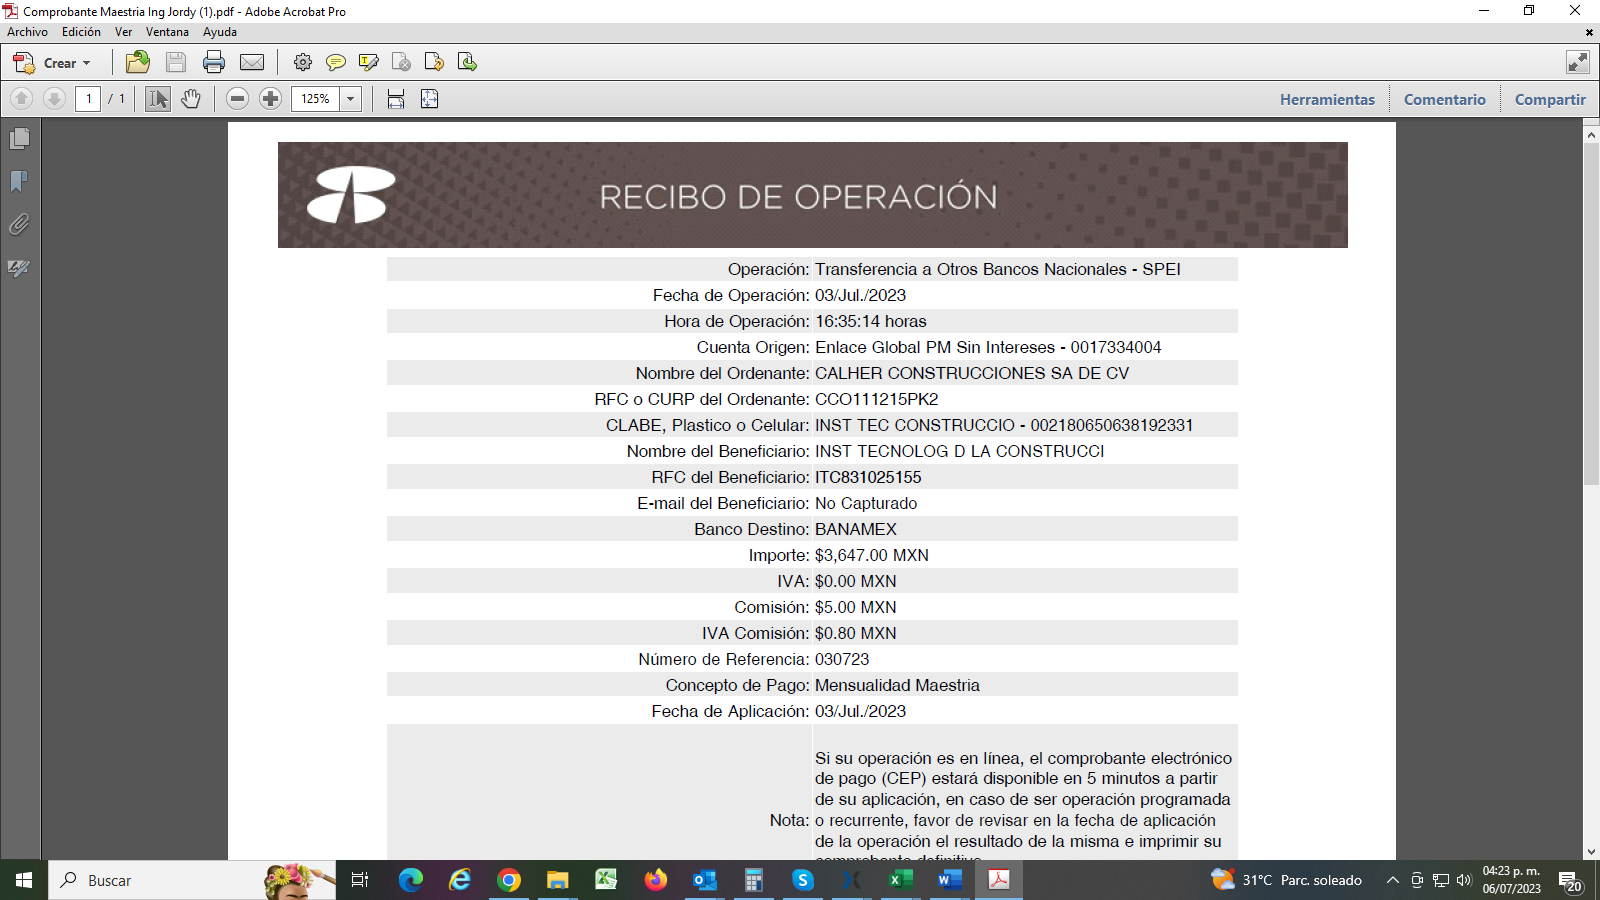 Comprobante Maestria Ing Jordy (1).pdf - Adobe Acrobat Pro
Archivo Edición Ver Ventana Ayuda
Crear
1 / 1 125% Herramientas Comentario Compartir
RECIBO DE OPERACIÓN
Operación: Transferencia a Otros Bancos Nacionales - SPEI
Fecha de Operación: 03/Jul./2023
Hora de Operación: 16:35:14 horas
Cuenta Origen: Enlace Global PM Sin Intereses - 0017334004
Nombre del Ordenante: CALHER CONSTRUCCIONES SA DE CV
RFC o CURP del Ordenante: CCO111215PK2
CLABE, Plastico o Celular: INST TEC CONSTRUCCIO - 002180650638192331
Nombre del Beneficiario: INST TECNOLOG D LA CONSTRUCCI
RFC del Beneficiario: ITC831025155
E-mail del Beneficiario: No Capturado
Banco Destino: BANAMEX
Importe: $3,647.00 MXN
IVA: $0.00 MXN
Comisión: $5.00 MXN
IVA Comisión: $0.80 MXN
Número de Referencia: 030723
Concepto de Pago: Mensualidad Maestria
Fecha de Aplicación: 03/Jul./2023
Si su operación es en línea, el comprobante electrónico
de pago (CEP) estará disponible en 5 minutos a partir
de su aplicación, en caso de ser operación programada
Nota: o recurrente, favor de revisar en la fecha de aplicación
de la operación el resultado de la misma e imprimir su
comprobante definitivo
Buscar
31°C Parc. soleado
04:23 p. m.
06/07/2023
20